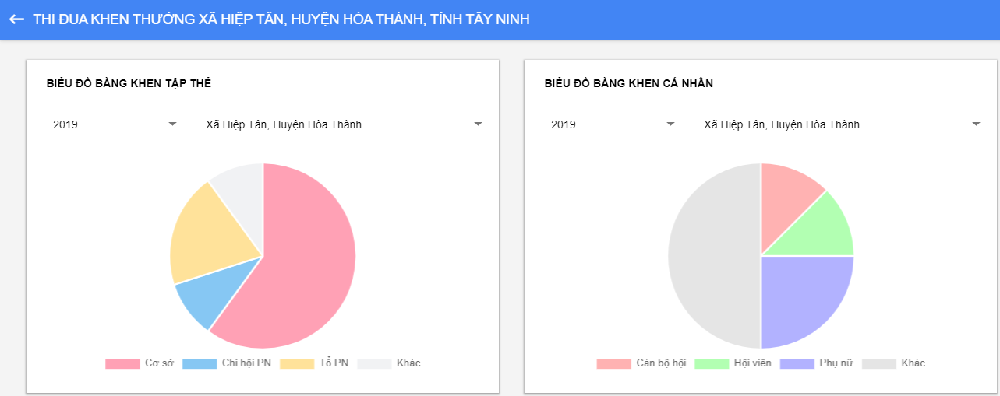 THI ĐUA KHEN THƯỞNG XÃ HIỆP TÂN, HUYỆN HÒA THÀNH, TỈNH TÂY NINH
BIỂU ĐỒ BẰNG KHEN TẬP THỂ
2019 Xã Hiệp Tân, Huyện Hòa Thành
Cơ sở Chi hội PN Tổ PN Khác
BIỂU ĐỒ BẰNG KHEN CÁ NHÂN
2019 Xã Hiệp Tân, Huyện Hòa Thành
Cán bộ hội Hội viên Phụ nữ Khác